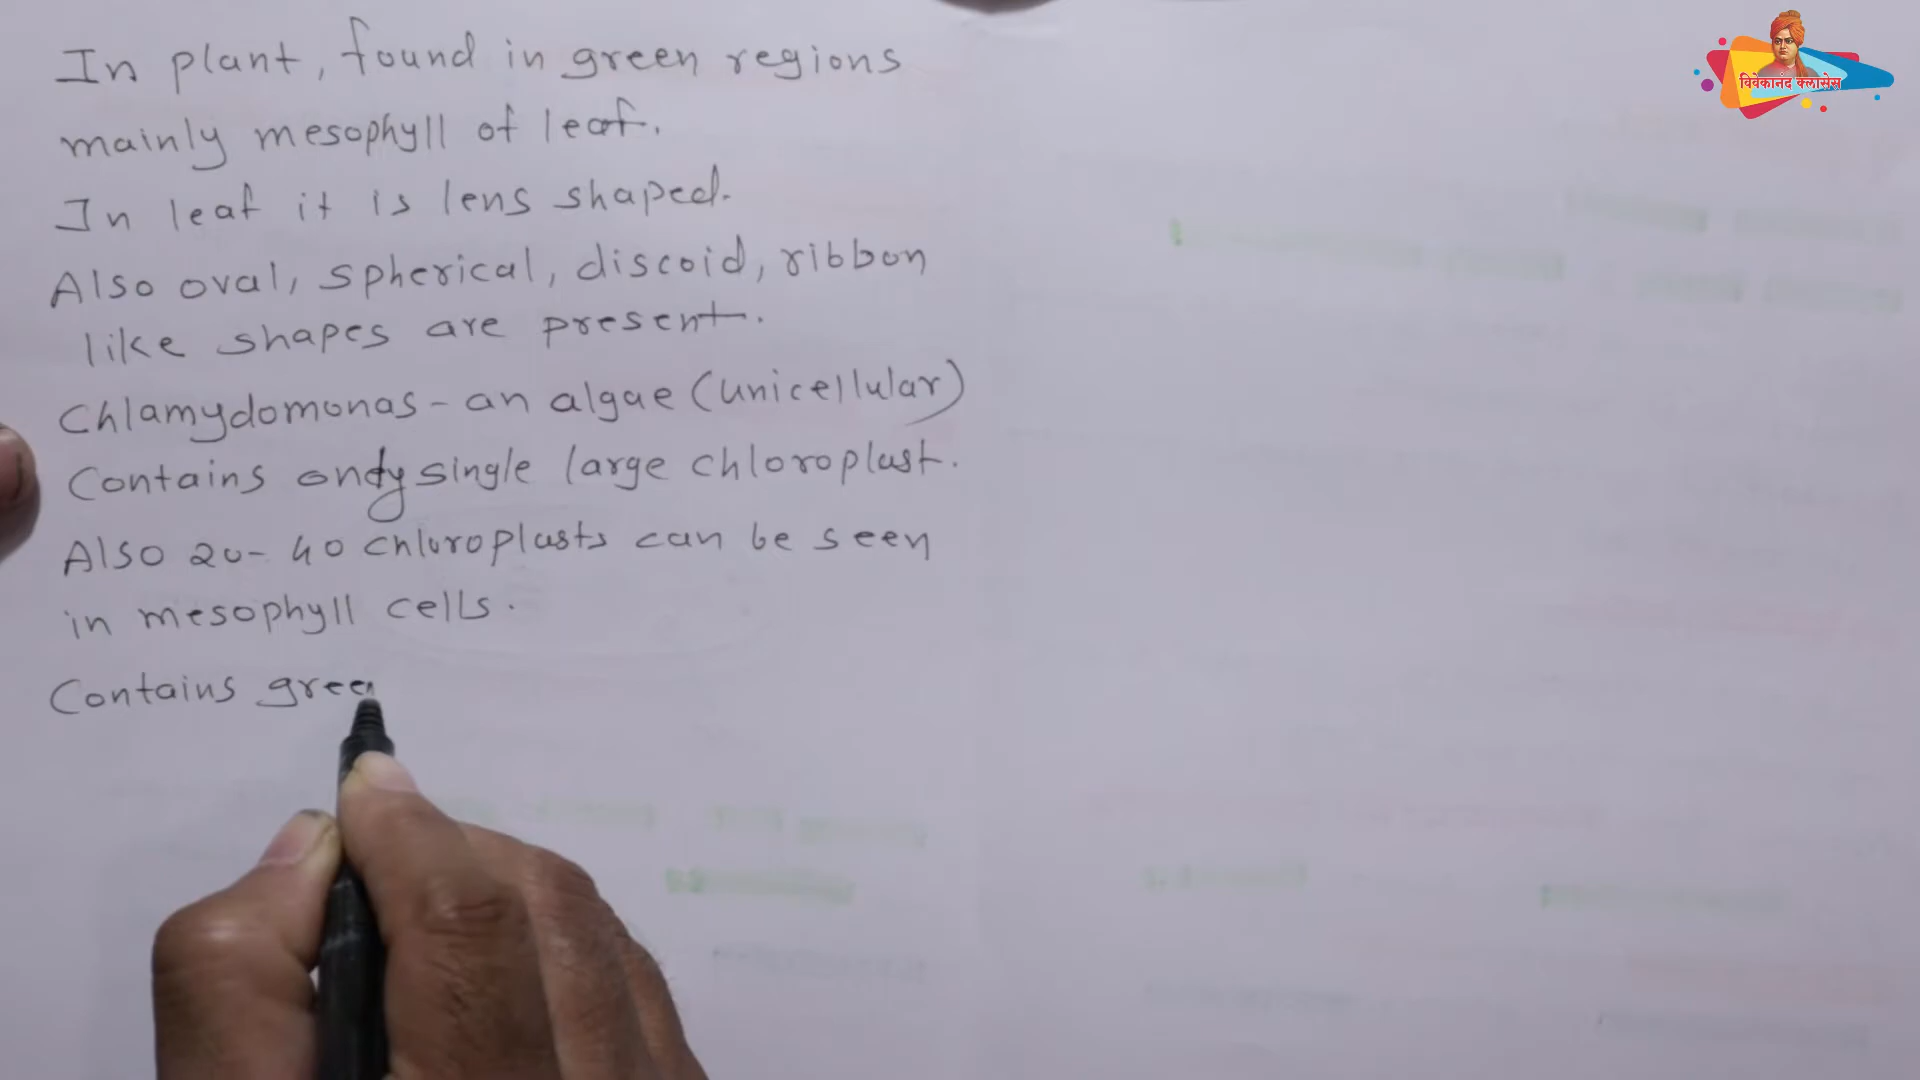 In plant, found in green regions
mainly mesophyll of leaf.
In leaf it is lens shaped.
Also oval, spherical, discoid, ribbon
like shapes are present.
Chlamydomonas - an algae (unicellular)
Contains only single large chloroplast.
Also 20-40 chloroplasts can be seen
in mesophyll cells.
Contains green
विवेकानंद क्लासेस